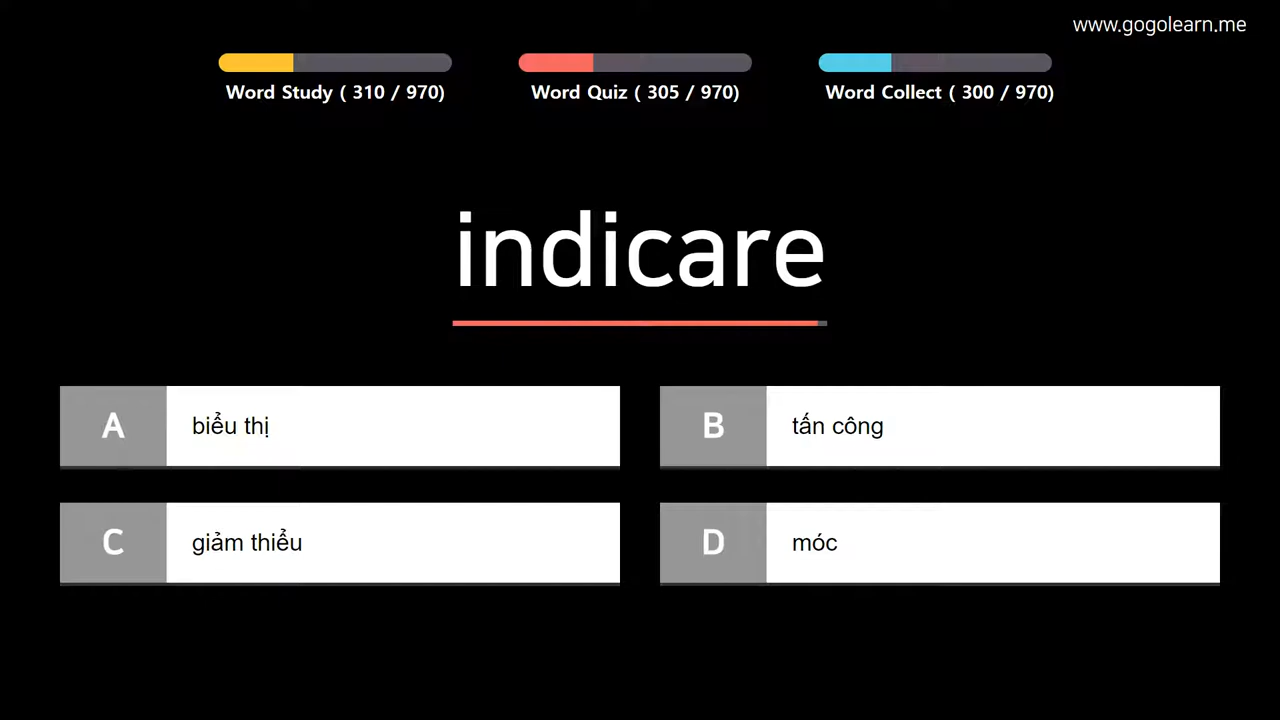 www.gogolearn.me
Word Study ( 310 / 970)
Word Quiz ( 305 / 970)
Word Collect ( 300 / 970)
indicare
A biểu thị
B tấn công
C giảm thiểu
D móc